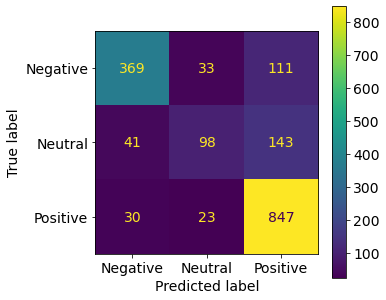 True label
Negative 369 33 111
Neutral 41 98 143
Positive 30 23 847
Negative Neutral Positive
Predicted label
800
700
600
500
400
300
200
100